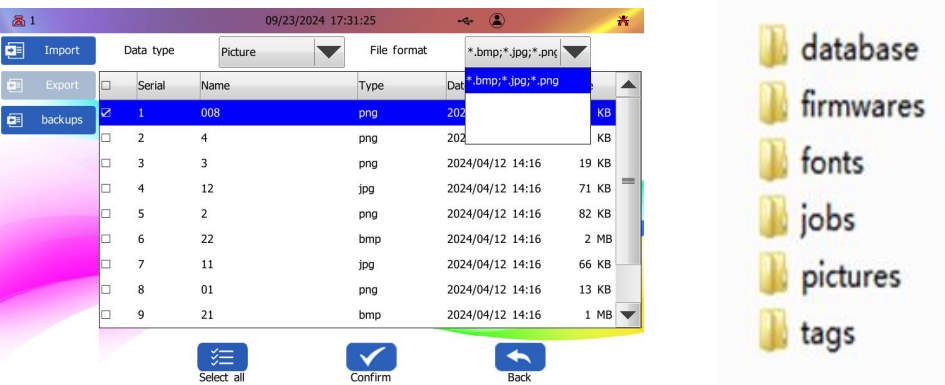 1 09/23/2024 17:31:25
Import Data type Picture File format *.bmp;*.jpg;*.png
Export Serial Name Type Dat
*.bmp;*.jpg;*.png
backups 1 008 png 202 KB
2 4 png 202 KB
3 3 png 2024/04/12 14:16 19 KB
4 12 jpg 2024/04/12 14:16 71 KB
5 2 png 2024/04/12 14:16 82 KB
6 22 bmp 2024/04/12 14:16 2 MB
7 11 jpg 2024/04/12 14:16 66 KB
8 01 png 2024/04/12 14:16 13 KB
9 21 bmp 2024/04/12 14:16 1 MB
Select all Confirm Back
database
firmwares
fonts
jobs
pictures
tags